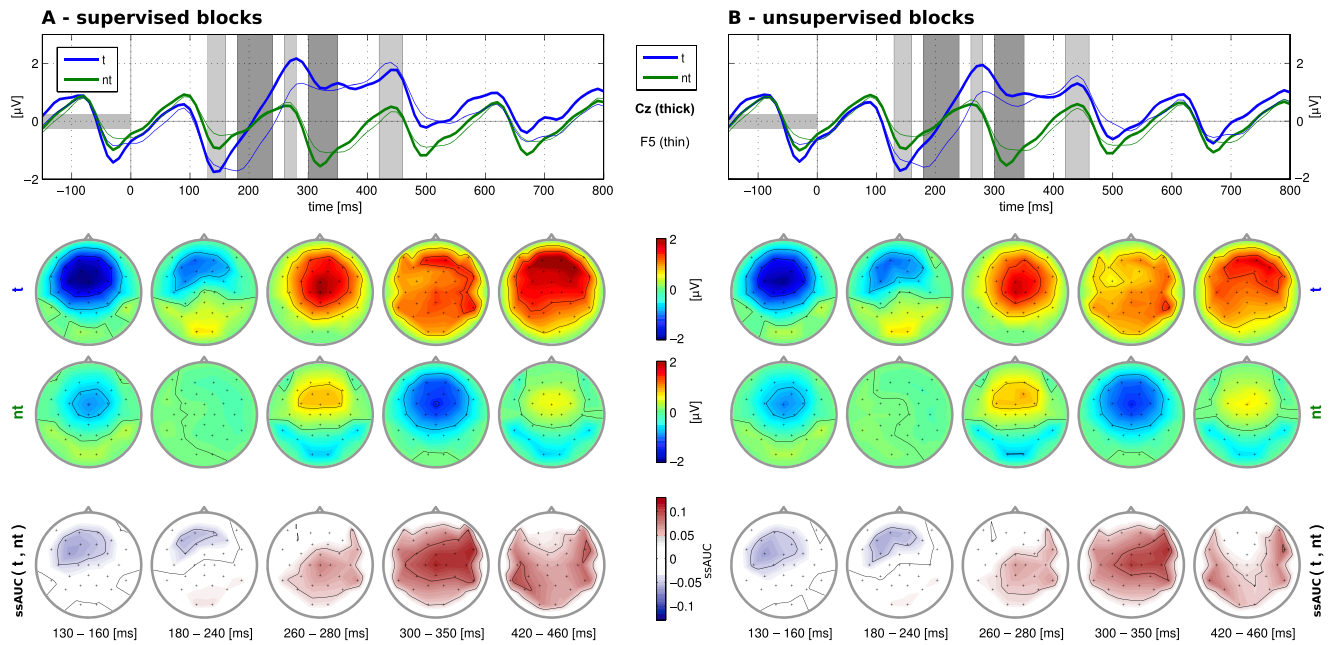 A - supervised blocks
B - unsupervised blocks
[µV]
2
0
−2
t
nt
−100 0 100 200 300 400 500 600 700 800
time [ms]
t
nt
Cz (thick)
F5 (thin)
2
0
−2
[µV]
−100 0 100 200 300 400 500 600 700 800
time [ms]
t
2
0
−2
[µV]
t
nt
2
0
−2
[µV]
nt
ssAUC ( t , nt )
0.1
0.05
0
−0.05
−0.1
ssAUC
ssAUC ( t , nt )
130 – 160 [ms] 180 – 240 [ms] 260 – 280 [ms] 300 – 350 [ms] 420 – 460 [ms]
130 – 160 [ms] 180 – 240 [ms] 260 – 280 [ms] 300 – 350 [ms] 420 – 460 [ms]